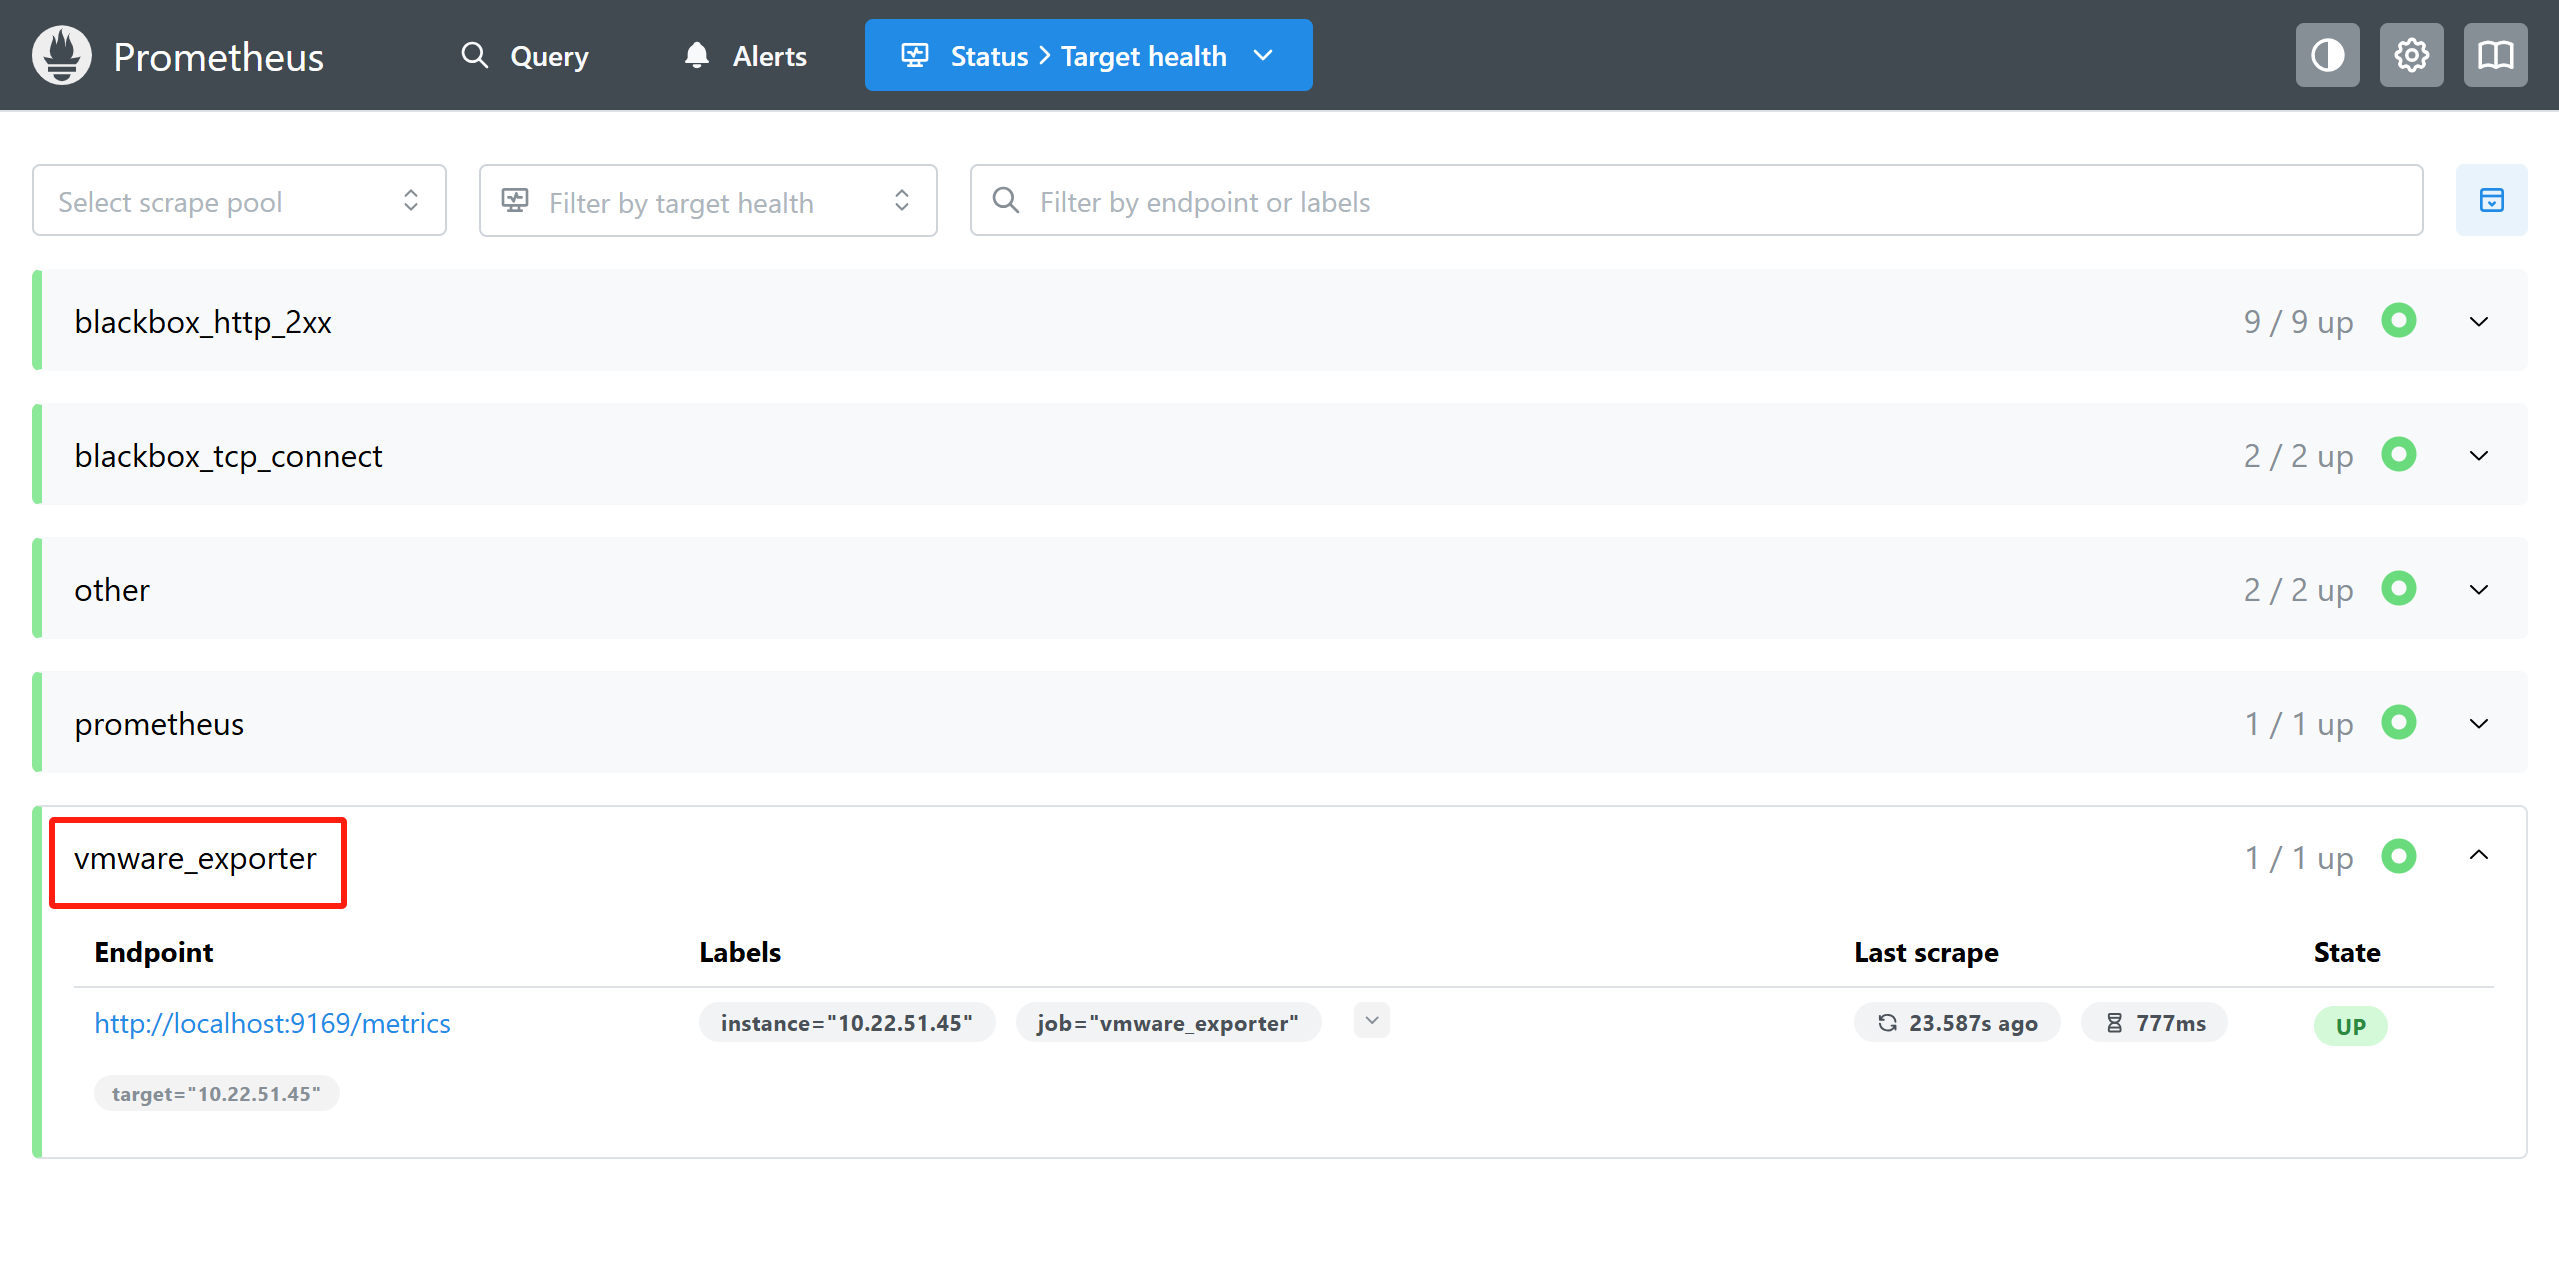 Prometheus Query Alerts Status > Target health
Select scrape pool Filter by target health Filter by endpoint or labels
blackbox_http_2xx 9 / 9 up
blackbox_tcp_connect 2 / 2 up
other 2 / 2 up
prometheus 1 / 1 up
vmware_exporter 1 / 1 up
Endpoint Labels Last scrape State
http://localhost:9169/metrics instance="10.22.51.45" job="vmware_exporter" 23.587s ago 777ms UP
target="10.22.51.45"